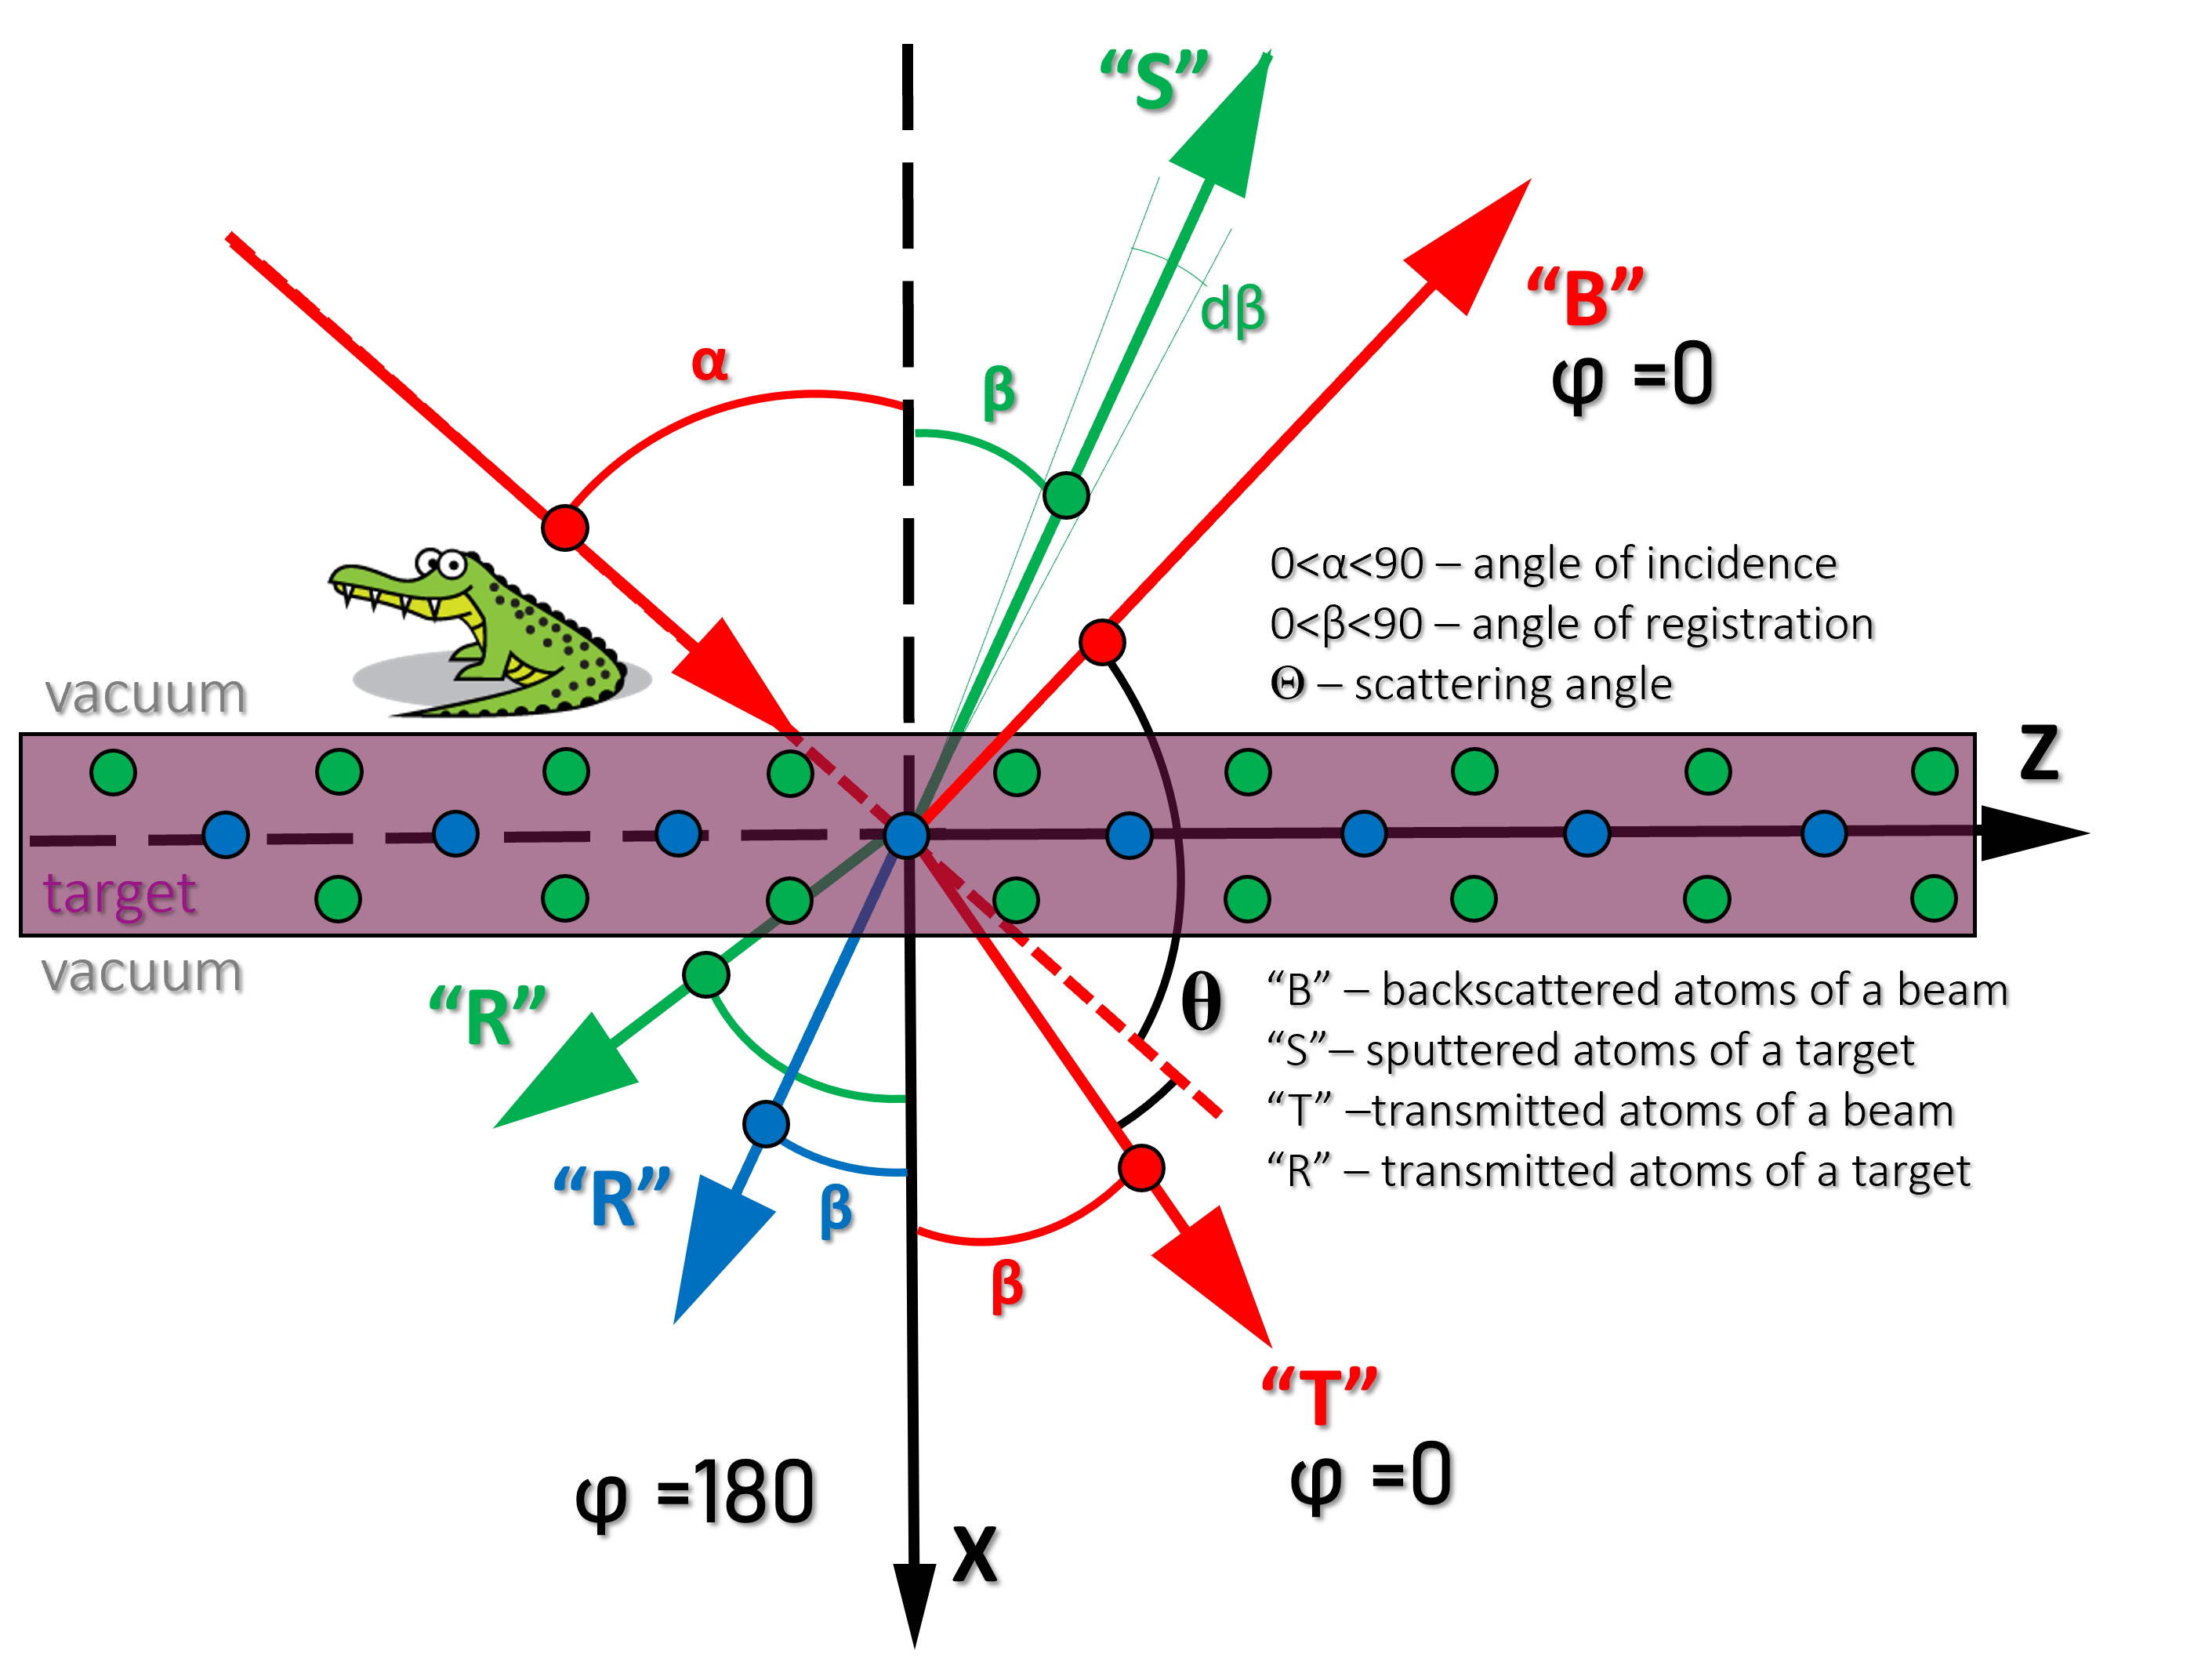 “S”
“B”
φ =0
dβ
α
β
0<α<90 – angle of incidence
0<β<90 – angle of registration
Θ – scattering angle
vacuum
Z
target
vacuum
“R”
θ
“B” – backscattered atoms of a beam
“S”– sputtered atoms of a target
“T” –transmitted atoms of a beam
“R” – transmitted atoms of a target
“R”
β
β
“T”
φ =0
φ =180
X